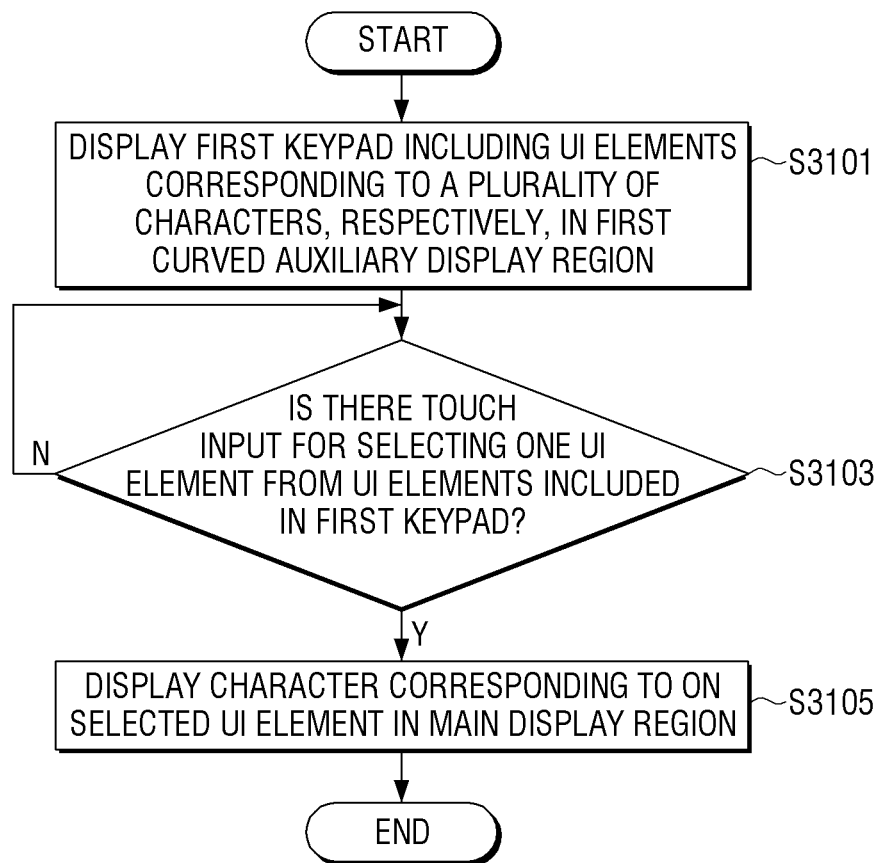 START
DISPLAY FIRST KEYPAD INCLUDING UI ELEMENTS
CORRESPONDING TO A PLURALITY OF
CHARACTERS, RESPECTIVELY, IN FIRST
CURVED AUXILIARY DISPLAY REGION
S3101
IS THERE TOUCH
INPUT FOR SELECTING ONE UI
ELEMENT FROM UI ELEMENTS INCLUDED
IN FIRST KEYPAD?
N
S3103
Y
DISPLAY CHARACTER CORRESPONDING TO ON
SELECTED UI ELEMENT IN MAIN DISPLAY REGION
S3105
END